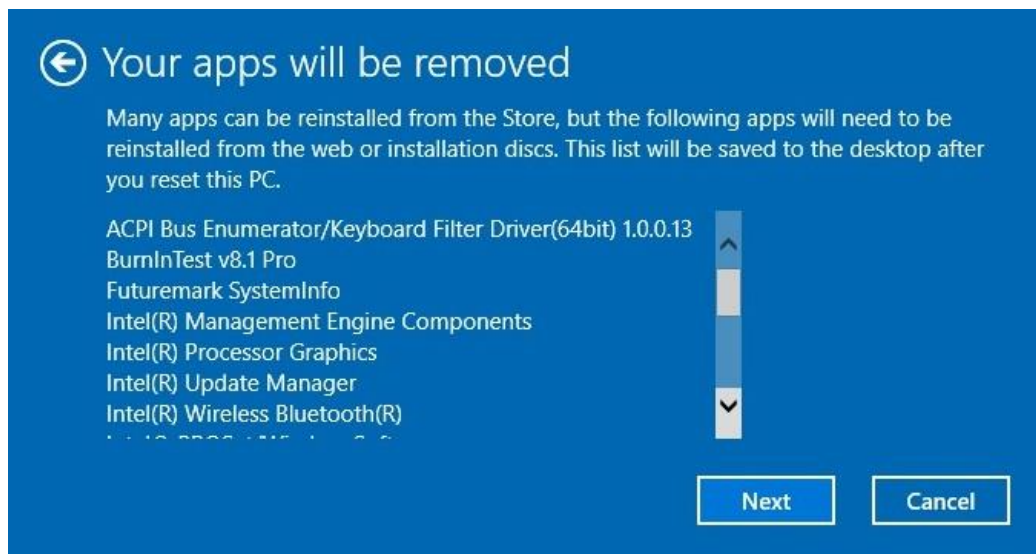 Your apps will be removed
Many apps can be reinstalled from the Store, but the following apps will need to be
reinstalled from the web or installation discs. This list will be saved to the desktop after
you reset this PC.
ACPI Bus Enumerator/Keyboard Filter Driver(64bit) 1.0.0.13
BurnInTest v8.1 Pro
Futuremark SystemInfo
Intel(R) Management Engine Components
Intel(R) Processor Graphics
Intel(R) Update Manager
Intel(R) Wireless Bluetooth(R)
Next
Cancel